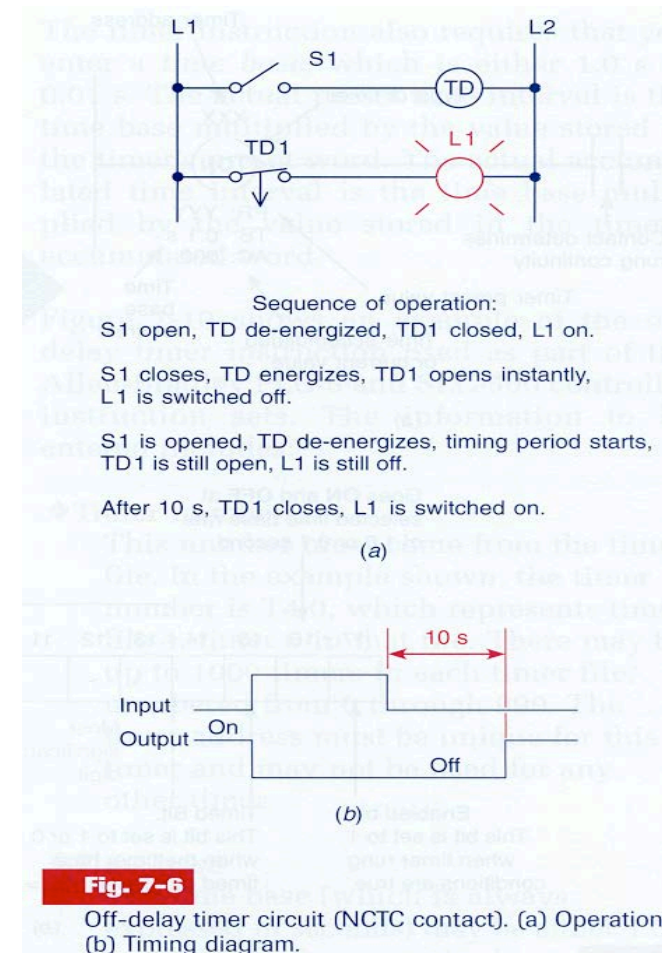 L1
L2
S1
TD
L1
TD1
Sequence of operation:
S1 open, TD de-energized, TD1 closed, L1 on.
S1 closes, TD energizes, TD1 opens instantly,
L1 is switched off.
S1 is opened, TD de-energizes, timing period starts,
TD1 is still open, L1 is still off.
After 10 s, TD1 closes, L1 is switched on.
(a)
10 s
Input
Output
On
Off
(b)
Fig. 7-6
Off-delay timer circuit (NCTC contact). (a) Operation
(b) Timing diagram.